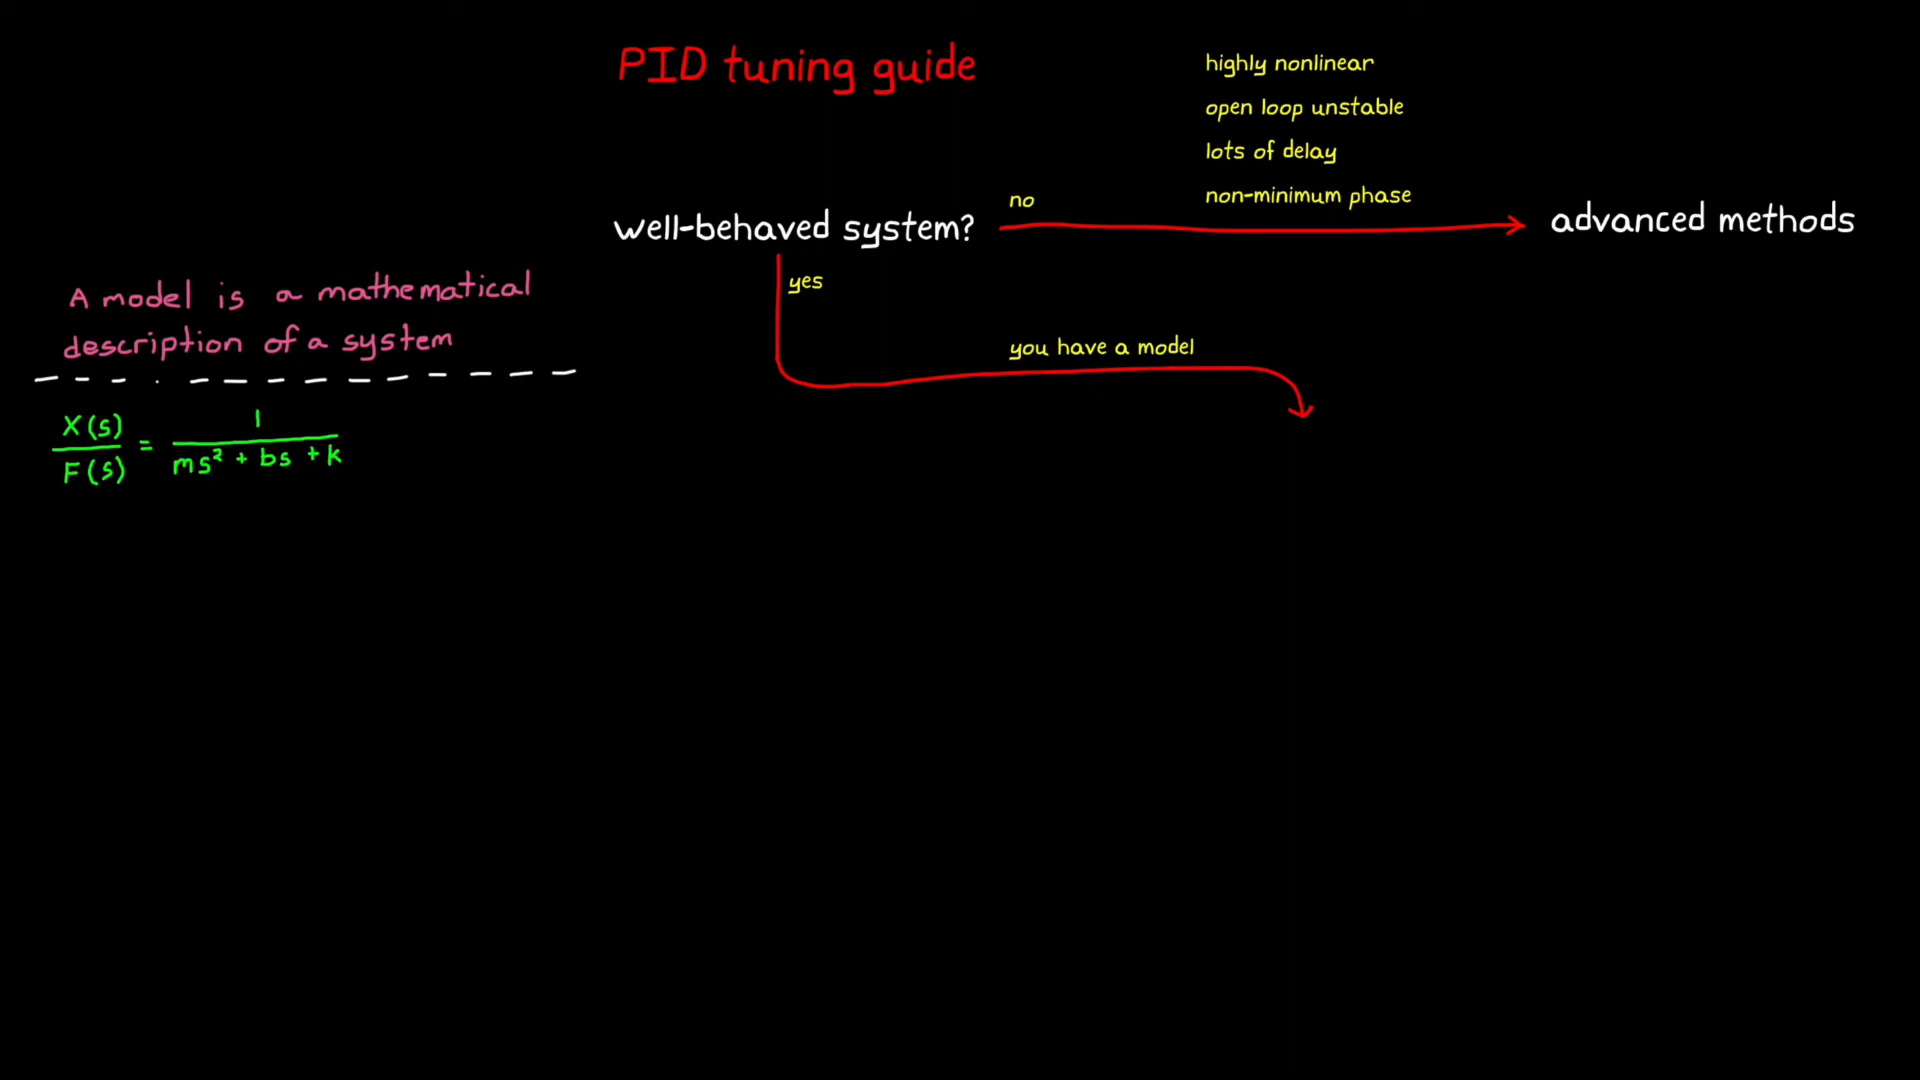 PID tuning guide
highly nonlinear
open loop unstable
lots of delay
non-minimum phase
no
well-behaved system?
advanced methods
yes
you have a model
A model is a mathematical
description of a system
X(s)/F(s) = 1/(ms² + bs + k)